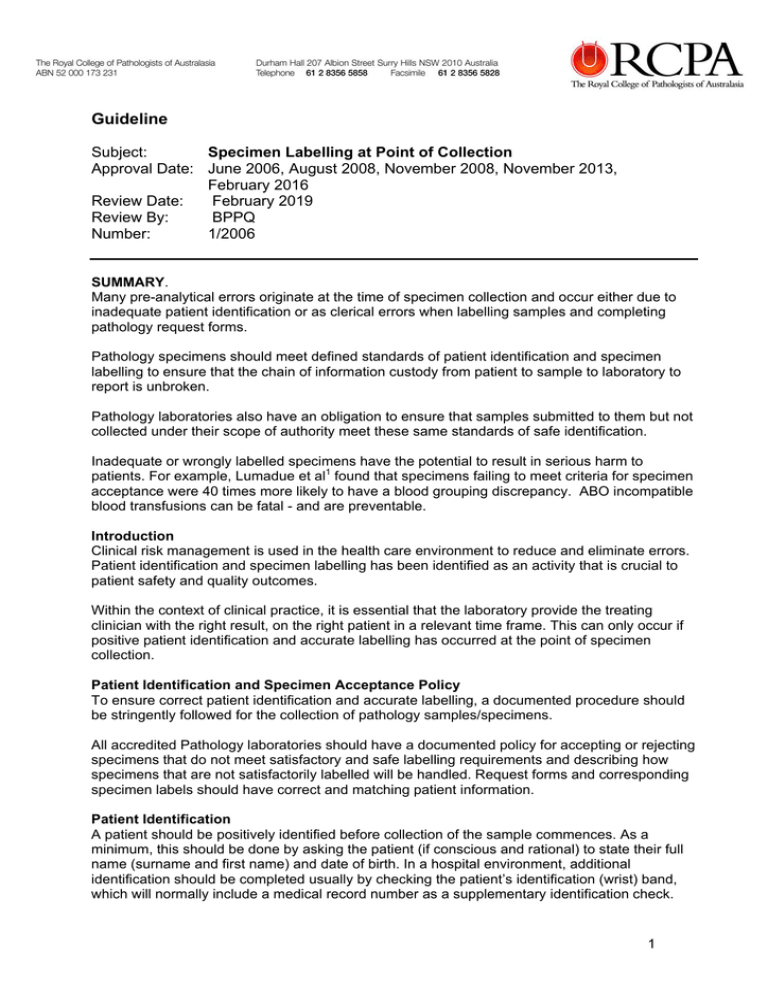 The Royal College of Pathologists of Australasia
ABN 52 000 173 231
Durham Hall 207 Albion Street Surry Hills NSW 2010 Australia
Telephone 61 2 8356 5858 Facsimile 61 2 8356 5828
RCPA
The Royal College of Pathologists of Australasia
Guideline
Subject: Specimen Labelling at Point of Collection
Approval Date: June 2006, August 2008, November 2008, November 2013,
February 2016
Review Date: February 2019
Review By: BPPQ
Number: 1/2006
SUMMARY.
Many pre-analytical errors originate at the time of specimen collection and occur either due to
inadequate patient identification or as clerical errors when labelling samples and completing
pathology request forms.
Pathology specimens should meet defined standards of patient identification and specimen
labelling to ensure that the chain of information custody from patient to sample to laboratory to
report is unbroken.
Pathology laboratories also have an obligation to ensure that samples submitted to them but not
collected under their scope of authority meet these same standards of safe identification.
Inadequate or wrongly labelled specimens have the potential to result in serious harm to
patients. For example, Lumadue et al1 found that specimens failing to meet criteria for specimen
acceptance were 40 times more likely to have a blood grouping discrepancy. ABO incompatible
blood transfusions can be fatal - and are preventable.
Introduction
Clinical risk management is used in the health care environment to reduce and eliminate errors.
Patient identification and specimen labelling has been identified as an activity that is crucial to
patient safety and quality outcomes.
Within the context of clinical practice, it is essential that the laboratory provide the treating
clinician with the right result, on the right patient in a relevant time frame. This can only occur if
positive patient identification and accurate labelling has occurred at the point of specimen
collection.
Patient Identification and Specimen Acceptance Policy
To ensure correct patient identification and accurate labelling, a documented procedure should
be stringently followed for the collection of pathology samples/specimens.
All accredited Pathology laboratories should have a documented policy for accepting or rejecting
specimens that do not meet satisfactory and safe labelling requirements and describing how
specimens that are not satisfactorily labelled will be handled. Request forms and corresponding
specimen labels should have correct and matching patient information.
Patient Identification
A patient should be positively identified before collection of the sample commences. As a
minimum, this should be done by asking the patient (if conscious and rational) to state their full
name (surname and first name) and date of birth. In a hospital environment, additional
identification should be completed usually by checking the patient's identification (wrist) band,
which will normally include a medical record number as a supplementary identification check.
1